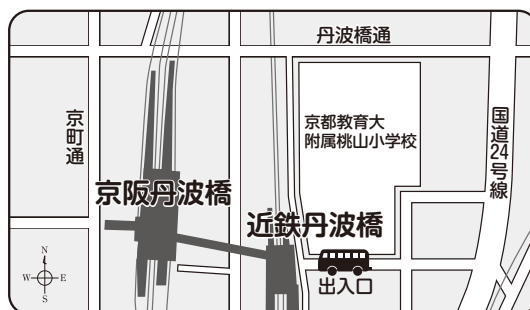 丹波橋通
京町通
京都教育大
附属桃山小学校
国道24号線
京阪丹波橋
近鉄丹波橋
出入口
N
W
E
S